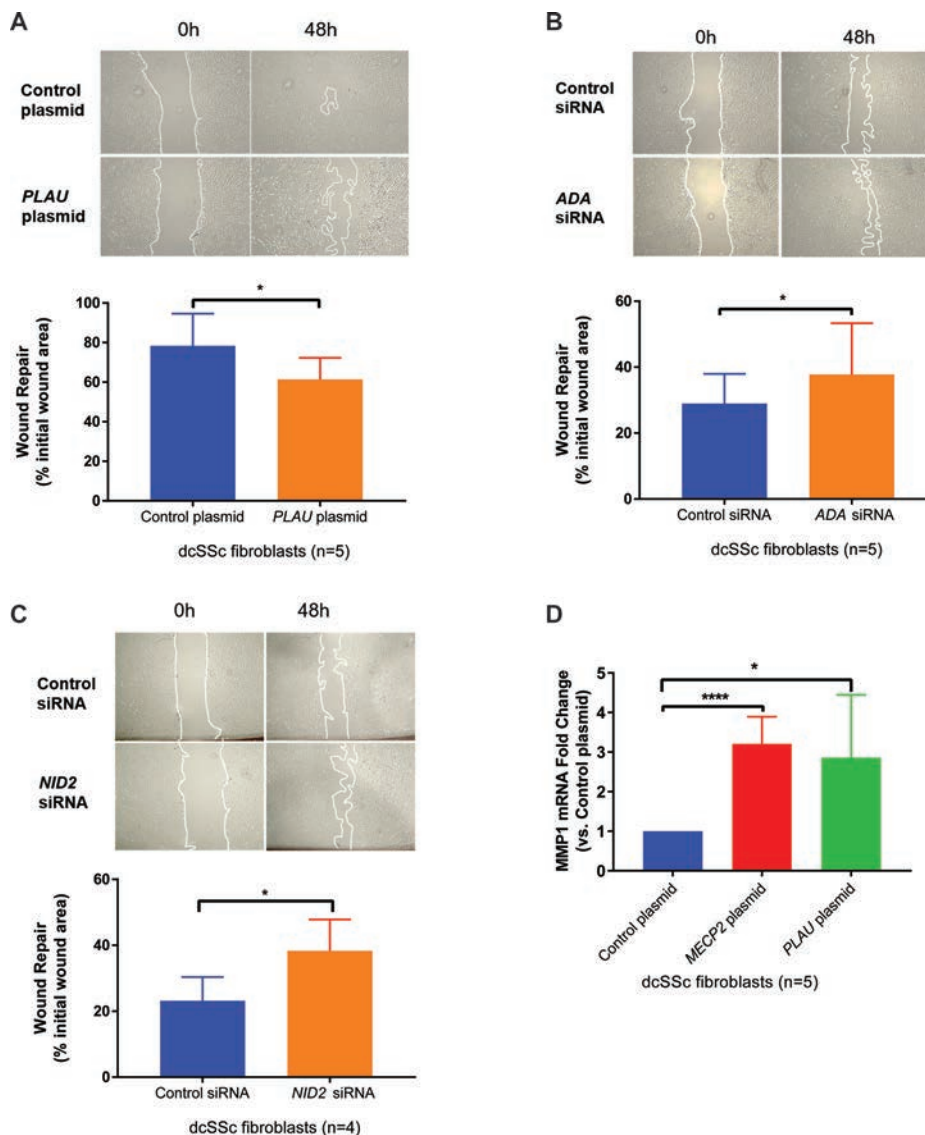 A
0h 48h
Control
plasmid
PLAU
plasmid
*
Wound Repair
(% initial wound area)
100
80
60
40
20
0
Control plasmid PLAU plasmid
dcSSc fibroblasts (n=5)
B
0h 48h
Control
siRNA
ADA
siRNA
*
Wound Repair
(% initial wound area)
60
40
20
0
Control siRNA ADA siRNA
dcSSc fibroblasts (n=5)
C
0h 48h
Control
siRNA
NID2
siRNA
*
Wound Repair
(% initial wound area)
60
40
20
0
Control siRNA NID2 siRNA
dcSSc fibroblasts (n=4)
D
*
****
MMP1 mRNA Fold Change
(vs. Control plasmid)
5
4
3
2
1
0
Control plasmid
MECP2 plasmid
PLAU plasmid
dcSSc fibroblasts (n=5)